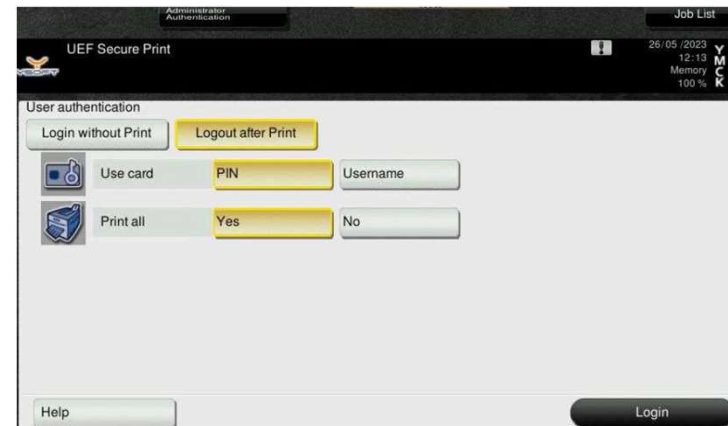 Administrator
Authentication
Job List
UEF Secure Print
26/05 /2023
12:13
Memory
100 %
Y
M
C
K
YSOFT
User authentication
Login without Print
Logout after Print
Use card
PIN
Username
Print all
Yes
No
Help
Login